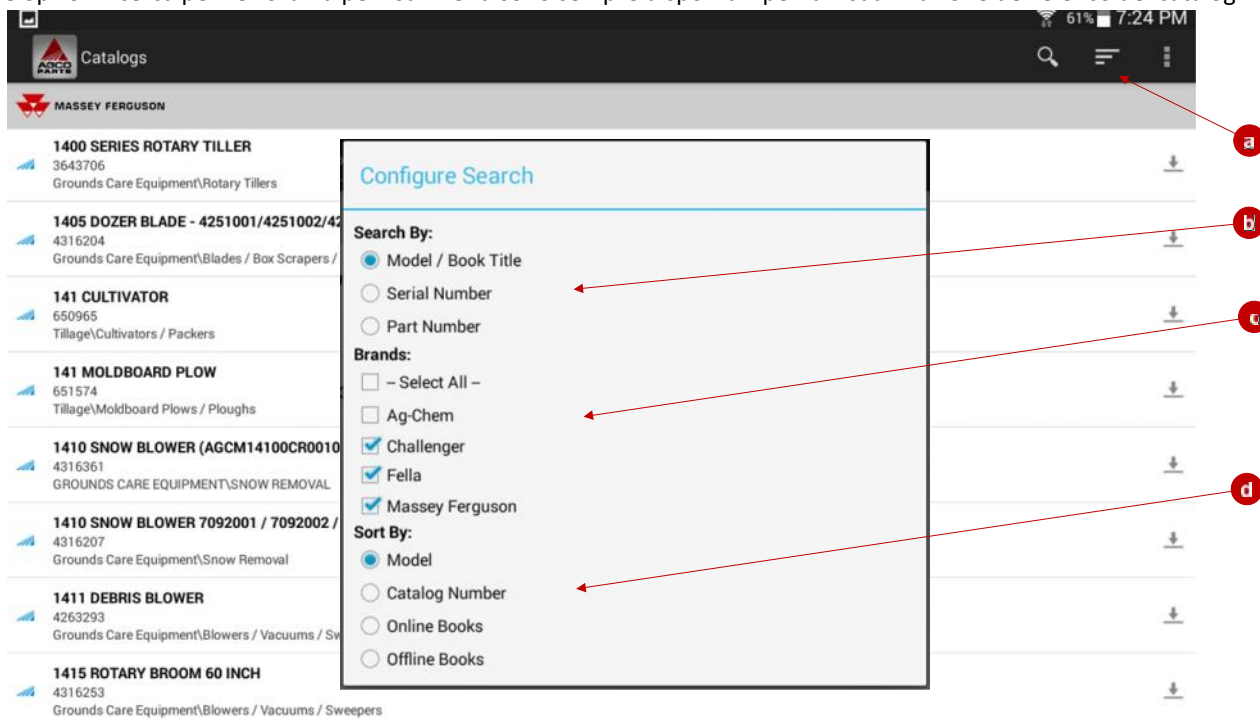 61% 7:24 PM
AGCO PARTS Catalogs
MASSEY FERGUSON
1400 SERIES ROTARY TILLER
3643706
Grounds Care Equipment\Rotary Tillers
1405 DOZER BLADE - 4251001/4251002/42
4316204
Grounds Care Equipment\Blades / Box Scrapers /
141 CULTIVATOR
650965
Tillage\Cultivators / Packers
141 MOLDBOARD PLOW
651574
Tillage\Moldboard Plows / Ploughs
1410 SNOW BLOWER (AGCM14100CR0010
4316361
GROUNDS CARE EQUIPMENT\SNOW REMOVAL
1410 SNOW BLOWER 7092001 / 7092002 /
4316207
Grounds Care Equipment\Snow Removal
1411 DEBRIS BLOWER
4263293
Grounds Care Equipment\Blowers / Vacuums / Sw
1415 ROTARY BROOM 60 INCH
4316253
Grounds Care Equipment\Blowers / Vacuums / Sweepers
Configure Search
Search By:
Model / Book Title
Serial Number
Part Number
Brands:
– Select All –
Ag-Chem
Challenger
Fella
Massey Ferguson
Sort By:
Model
Catalog Number
Online Books
Offline Books
a
b
c
d